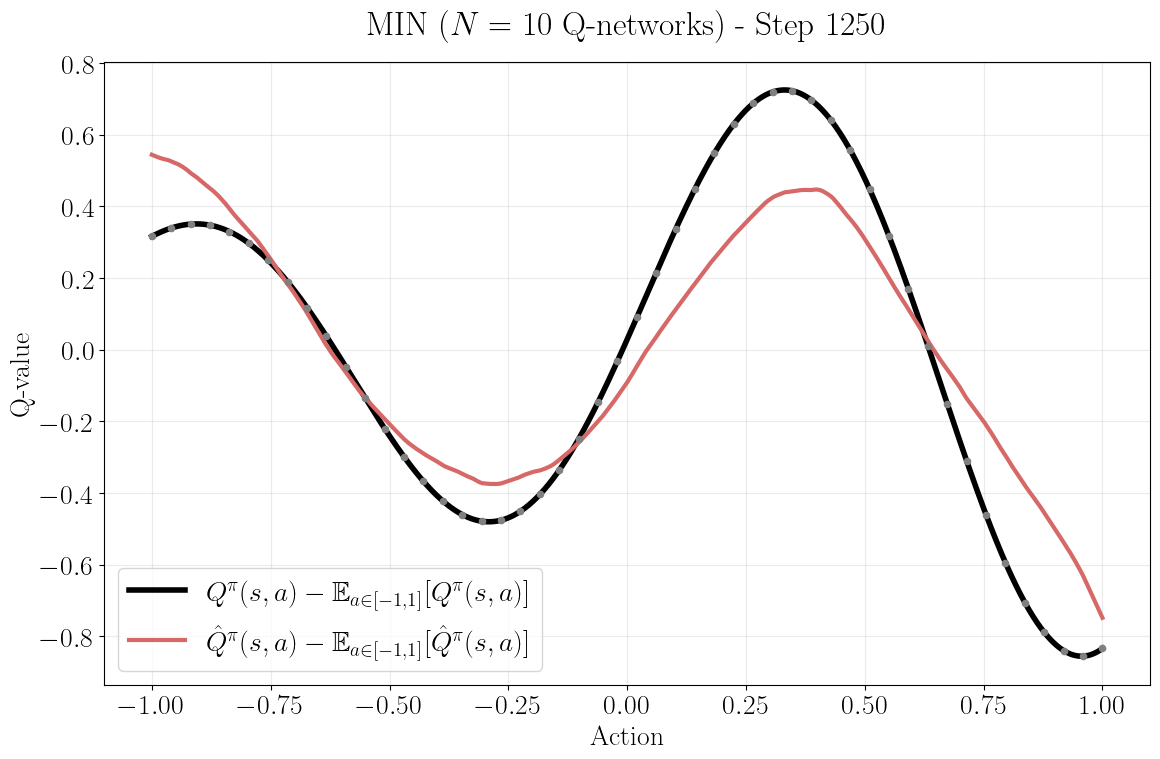 MIN (N = 10 Q-networks) - Step 1250
Q-value
0.8
0.6
0.4
0.2
0.0
−0.2
−0.4
−0.6
−0.8
Q^π(s, a) − 𝔼_{a∈[−1,1]}[Q^π(s, a)]
Q̂^π(s, a) − 𝔼_{a∈[−1,1]}[Q̂^π(s, a)]
−1.00 −0.75 −0.50 −0.25 0.00 0.25 0.50 0.75 1.00
Action